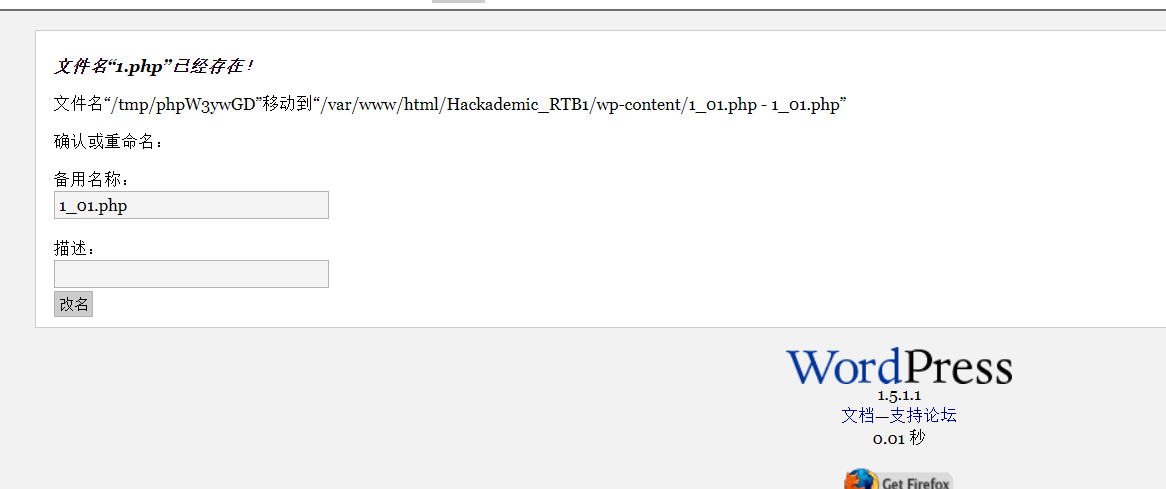 文件名“1.php”已经存在！
文件名“/tmp/phpW3ywGD”移动到“/var/www/html/Hackademic_RTB1/wp-content/1_01.php - 1_01.php”
确认或重命名：
备用名称：
1_01.php
描述：
改名
WordPress
1.5.1.1
文档—支持论坛
0.01 秒
Get Firefox